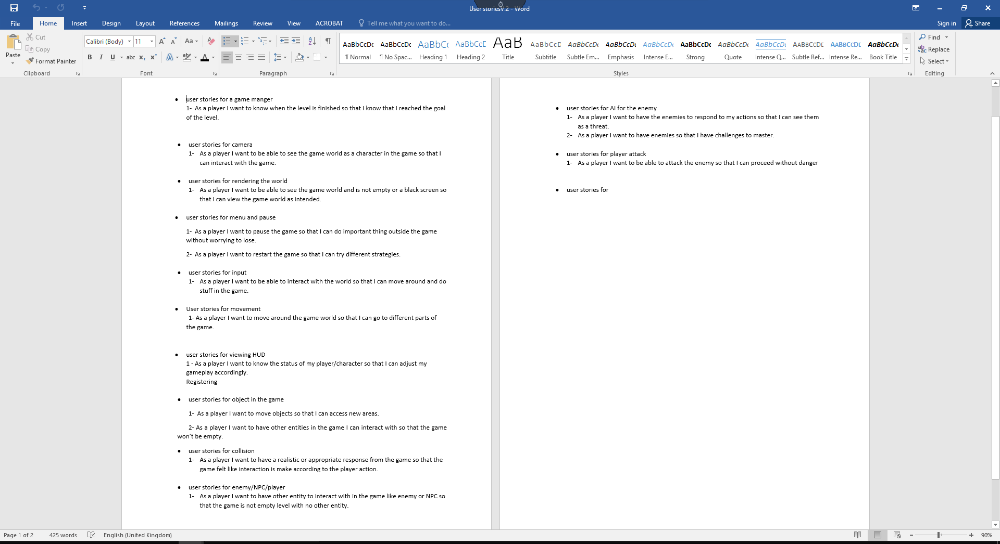 User storiesV.2 - Word
File Home Insert Design Layout References Mailings Review View ACROBAT Tell me what you want to do... Sign in Share
Paste
Cut
Copy
Format Painter
Clipboard
Calibri (Body) 11
Font
Paragraph
AaBbCcDc AaBbCcDc AaBbCc AaBbCcD AaB AaBbCcD AaBbCcDc AaBbCcDc AaBbCcDc AaBbCcDc AaBbCcDc AaBbCcDc AABBCCDE AABBCCDE AaBbCcDc
¶ Normal ¶ No Spac... Heading 1 Heading 2 Title Subtitle Subtle Em... Emphasis Intense E... Strong Quote Intense Q... Subtle Ref... Intense Re... Book Title
Styles
Find
Replace
Select
Editing
• user stories for a game manger
1- As a player I want to know when the level is finished so that I know that I reached the goal
of the level.
• user stories for camera
1- As a player I want to be able to see the game world as a character in the game so that I
can interact with the game.
• user stories for rendering the world
1- As a player I want to be able to see the game world and is not empty or a black screen so
that I can view the game world as intended.
• user stories for menu and pause
1- As a player I want to pause the game so that I can do important thing outside the game
without worrying to lose.
2- As a player I want to restart the game so that I can try different strategies.
• user stories for input
1- As a player I want to be able to interact with the world so that I can move around and do
stuff in the game.
• User stories for movement
1- As a player I want to move around the game world so that I can go to different parts of
the game.
• user stories for viewing HUD
1 - As a player I want to know the status of my player/character so that I can adjust my
gameplay accordingly.
Registering
• user stories for object in the game
1- As a player I want to move objects so that I can access new areas.
2- As a player I want to have other entities in the game I can interact with so that the game
won't be empty.
• user stories for collision
1- As a player I want to have a realistic or appropriate response from the game so that the
game felt like interaction is make according to the player action.
• user stories for enemy/NPC/player
1- As a player I want to have other entity to interact with in the game like enemy or NPC so
that the game is not empty level with no other entity.
• user stories for AI for the enemy
1- As a player I want to have the enemies to respond to my actions so that I can see them
as a threat.
2- As a player I want to have enemies so that I have challenges to master.
• user stories for player attack
1- As a player I want to be able to attack the enemy so that I can proceed without danger
• user stories for
Page 1 of 2 425 words English (United Kingdom) 90%